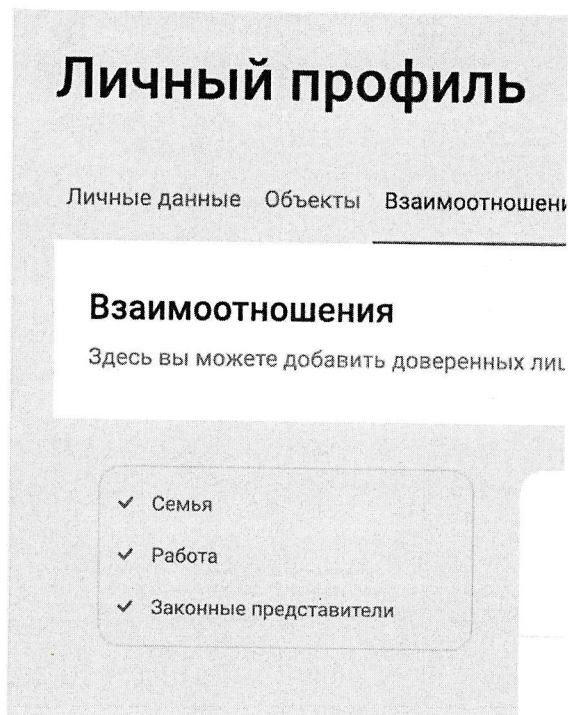 Личный профиль
Личные данные Объекты Взаимоотношени
Взаимоотношения
Здесь вы можете добавить доверенных лиц
Семья
Работа
Законные представители